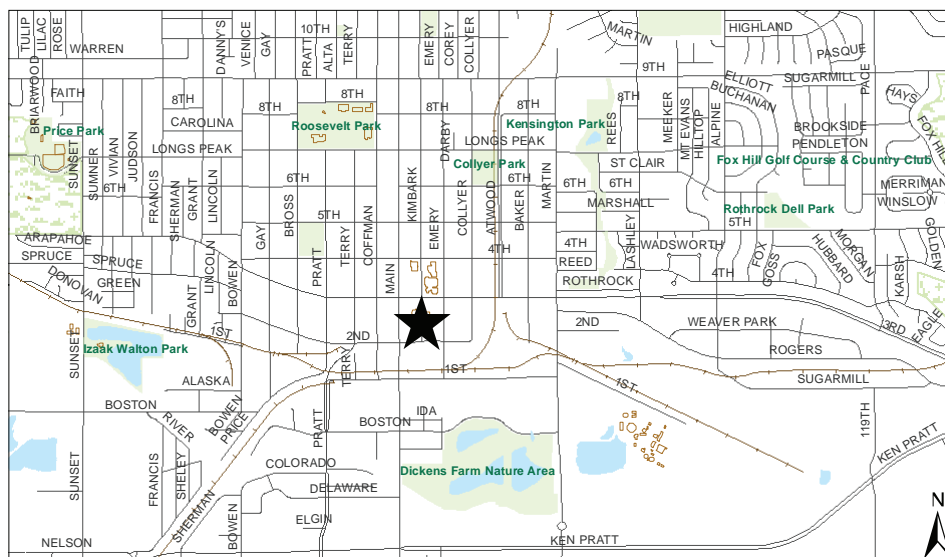 TULIP
LILAC
ROSE
WARREN
DANNY'S
VENICE
GAY
10TH
PRATT
ALTA
TERRY
EMERY
COREY
COLLYER
MARTIN
HIGHLAND
9TH
PASQUE
SUGARMILL
PACE
ELLIOTT
BUCHANAN
HAYS
BRIARWOOD
FAITH
8TH
8TH
8TH
8TH
8TH
8TH
CAROLINA
Price Park
Roosevelt Park
Kensington Park
REES
MEEKER
MT EVANS
HILLTOP
ALPINE
BROOKSIDE
PENDLETON
FOX HILL
SUNSET
SUMNER
VIVIAN
JUDSON
LONGS PEAK
DARBY
LONGS PEAK
Collyer Park
ST CLAIR
Fox Hill Golf Course & Country Club
6TH
FRANCIS
SHERMAN
GRANT
LINCOLN
6TH
KIMBARK
6TH
MARTIN
6TH
6TH
MERRIMAN
WINSLOW
MARSHALL
Rothrock Dell Park
5TH
GAY
BROSS
5TH
TERRY
COFFMAN
EMERY
COLLYER
ATWOOD
BAKER
4TH
4TH
LASHLEY
WADSWORTH
FOX
GOSS
HUBBARD
MORGAN
GOLDEN
ARAPAHOE
SPRUCE
SPRUCE
GREEN
DONOVAN
LINCOLN
BOWEN
PRATT
MAIN
REED
ROTHROCK
4TH
KARSH
GRANT
1ST
2ND
2ND
WEAVER PARK
3RD
EAGLE
Izaak Walton Park
SUNSET
ROGERS
TERRY
1ST
1ST
SUGARMILL
ALASKA
BOSTON
RIVER
BOWEN
PRICE
PRATT
BOSTON
IDA
119TH
KEN PRATT
SUNSET
FRANCIS
SHELEY
COLORADO
Dickens Farm Nature Area
DELAWARE
SHERMAN
BOWEN
ELGIN
NELSON
KEN PRATT
N